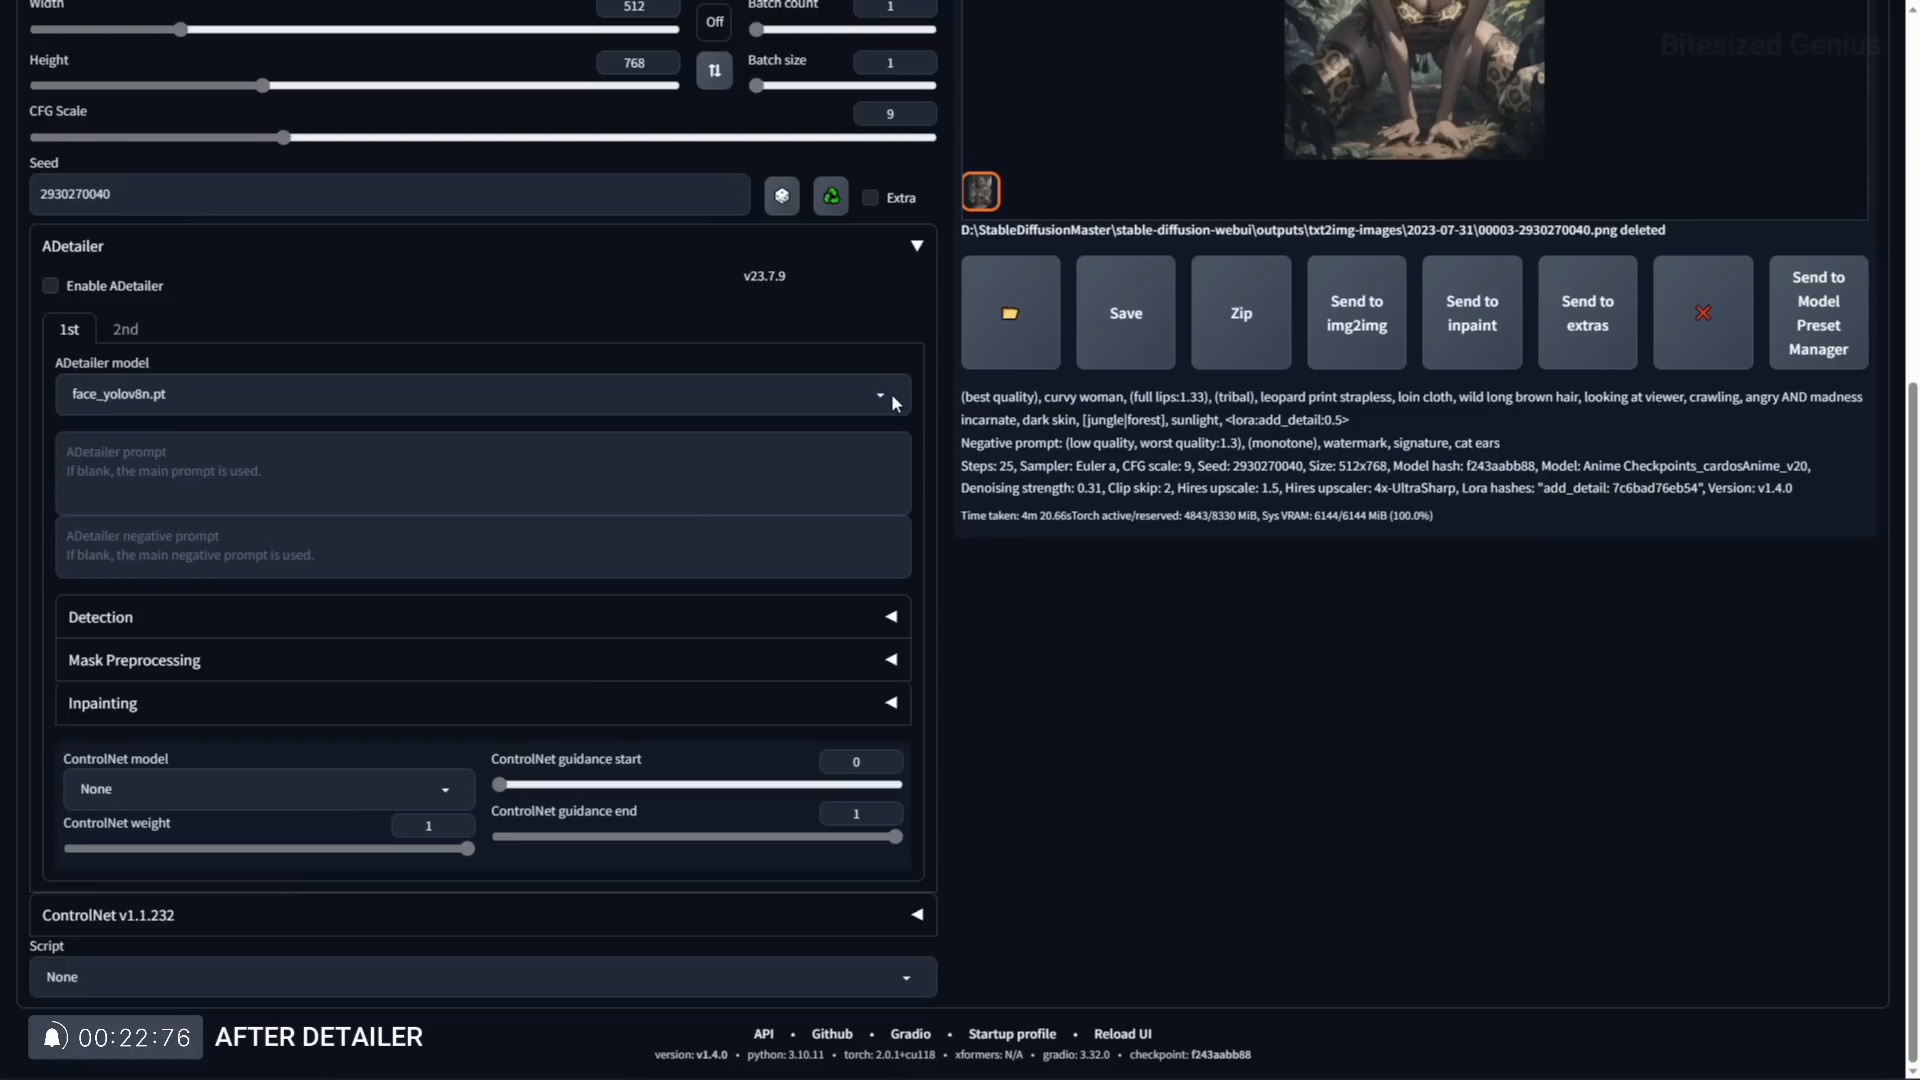 Width
512
Off
Batch count
1
Bitesized Genius
Height
768
Batch size
1
CFG Scale
9
Seed
2930270040
Extra
D:\StableDiffusionMaster\stable-diffusion-webui\outputs\txt2img-images\2023-07-31\00003-2930270040.png deleted
ADetailer
v23.7.9
Enable ADetailer
1st
2nd
ADetailer model
face_yolov8n.pt
ADetailer prompt
If blank, the main prompt is used.
ADetailer negative prompt
If blank, the main negative prompt is used.
Detection
Mask Preprocessing
Inpainting
ControlNet model
None
ControlNet weight
1
ControlNet guidance start
0
ControlNet guidance end
1
ControlNet v1.1.232
Script
None
Save
Zip
Send to
img2img
Send to
inpaint
Send to
extras
Send to
Model
Preset
Manager
(best quality), curvy woman, (full lips:1.33), (tribal), leopard print strapless, loin cloth, wild long brown hair, looking at viewer, crawling, angry AND madness
incarnate, dark skin, [jungle|forest], sunlight, <lora:add_detail:0.5>
Negative prompt: (low quality, worst quality:1.3), (monotone), watermark, signature, cat ears
Steps: 25, Sampler: Euler a, CFG scale: 9, Seed: 2930270040, Size: 512x768, Model hash: f243aabb88, Model: Anime Checkpoints_cardosAnime_v20,
Denoising strength: 0.31, Clip skip: 2, Hires upscale: 1.5, Hires upscaler: 4x-UltraSharp, Lora hashes: "add_detail: 7c6bad76eb54", Version: v1.4.0
Time taken: 4m 20.66sTorch active/reserved: 4843/8330 MiB, Sys VRAM: 6144/6144 MiB (100.0%)
00:22:76
AFTER DETAILER
API • Github • Gradio • Startup profile • Reload UI
version: v1.4.0 • python: 3.10.11 • torch: 2.0.1+cu118 • xformers: N/A • gradio: 3.32.0 • checkpoint: f243aabb88